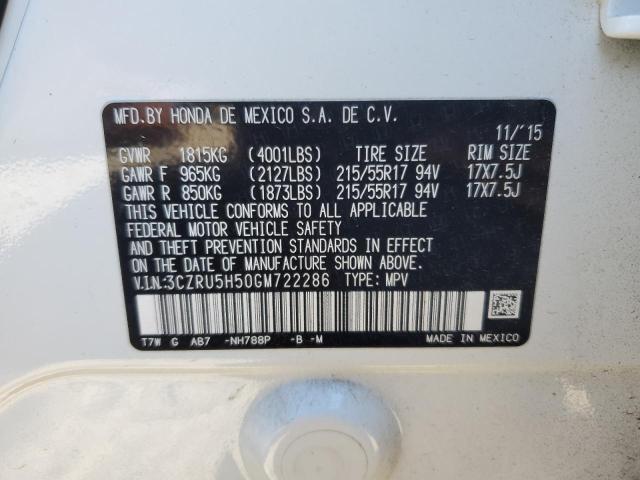 MFD.BY HONDA DE MEXICO S.A. DE C.V.
11/'15
GVWR 1815KG (4001LBS) TIRE SIZE RIM SIZE
GAWR F 965KG (2127LBS) 215/55R17 94V 17X7.5J
GAWR R 850KG (1873LBS) 215/55R17 94V 17X7.5J
THIS VEHICLE CONFORMS TO ALL APPLICABLE
FEDERAL MOTOR VEHICLE SAFETY
AND THEFT PREVENTION STANDARDS IN EFFECT
ON THE DATE OF MANUFACTURE SHOWN ABOVE.
V.I.N.:3CZRU5H50GM722286 TYPE: MPV
T7W G AB7 -NH788P -B -M MADE IN MEXICO